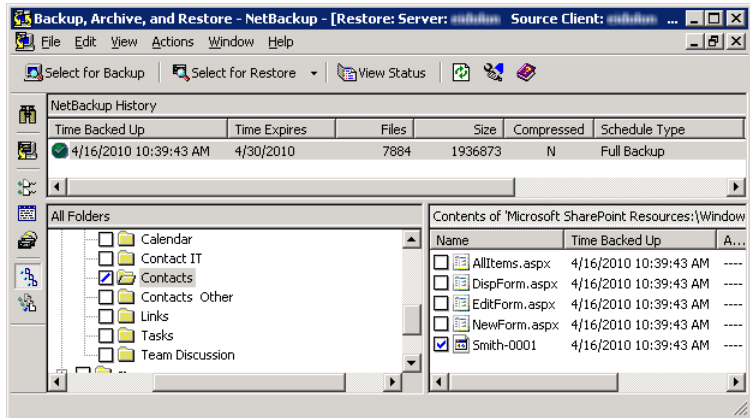 Backup, Archive, and Restore - NetBackup - [Restore: Server: Source Client: ...
File Edit View Actions Window Help
Select for Backup Select for Restore View Status
NetBackup History
Time Backed Up Time Expires Files Size Compressed Schedule Type
4/16/2010 10:39:43 AM 4/30/2010 7884 1936873 N Full Backup
All Folders
Calendar
Contact IT
Contacts
Contacts Other
Links
Tasks
Team Discussion
Contents of 'Microsoft SharePoint Resources:\Window
Name Time Backed Up A...
AllItems.aspx 4/16/2010 10:39:43 AM ----
DispForm.aspx 4/16/2010 10:39:43 AM ----
EditForm.aspx 4/16/2010 10:39:43 AM ----
NewForm.aspx 4/16/2010 10:39:43 AM ----
Smith-0001 4/16/2010 10:39:43 AM ----